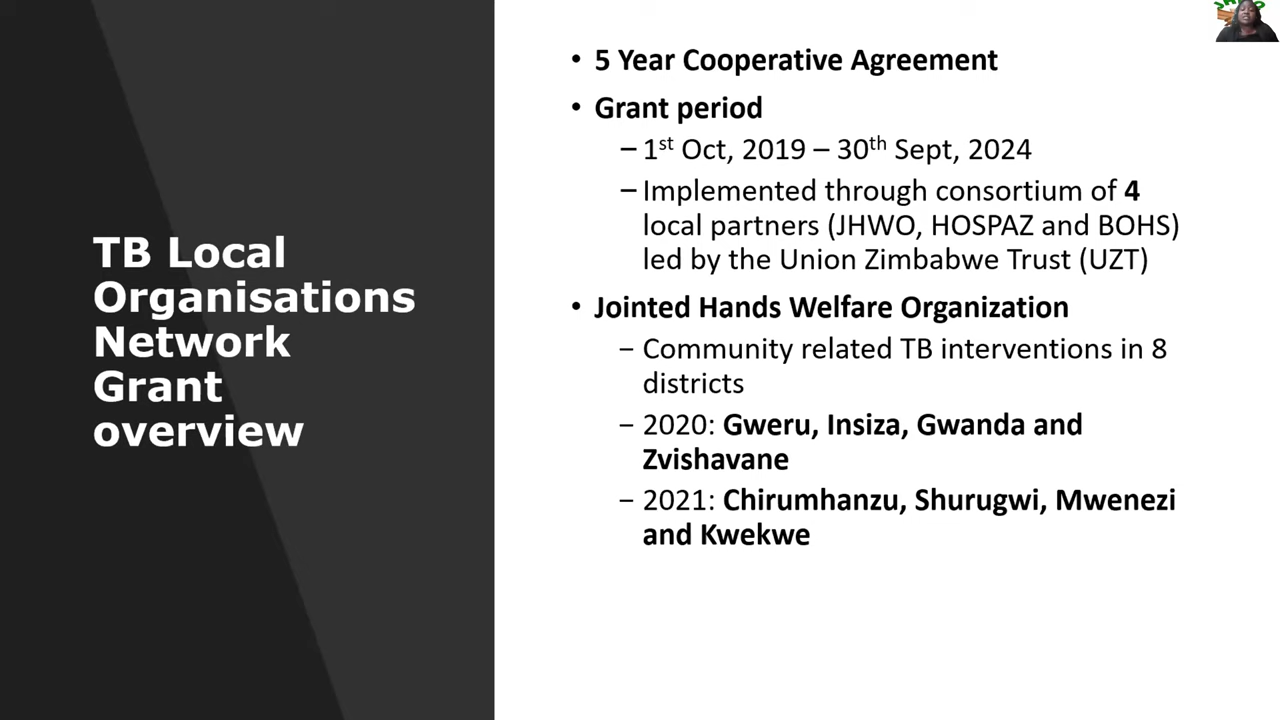 TB Local
Organisations
Network
Grant
overview
• 5 Year Cooperative Agreement
• Grant period
– 1st Oct, 2019 – 30th Sept, 2024
– Implemented through consortium of 4
local partners (JHWO, HOSPAZ and BOHS)
led by the Union Zimbabwe Trust (UZT)
• Jointed Hands Welfare Organization
– Community related TB interventions in 8
districts
– 2020: Gweru, Insiza, Gwanda and
Zvishavane
– 2021: Chirumhanzu, Shurugwi, Mwenezi
and Kwekwe